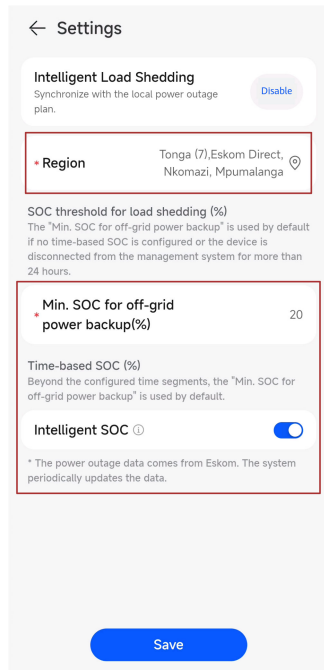 ← Settings
Intelligent Load Shedding
Synchronize with the local power outage
plan.
Disable
* Region
Tonga (7),Eskom Direct,
Nkomazi, Mpumalanga
SOC threshold for load shedding (%)
The "Min. SOC for off-grid power backup" is used by default
if no time-based SOC is configured or the device is
disconnected from the management system for more than
24 hours.
* Min. SOC for off-grid
power backup(%)
20
Time-based SOC (%)
Beyond the configured time segments, the "Min. SOC for
off-grid power backup" is used by default.
Intelligent SOC
* The power outage data comes from Eskom. The system
periodically updates the data.
Save